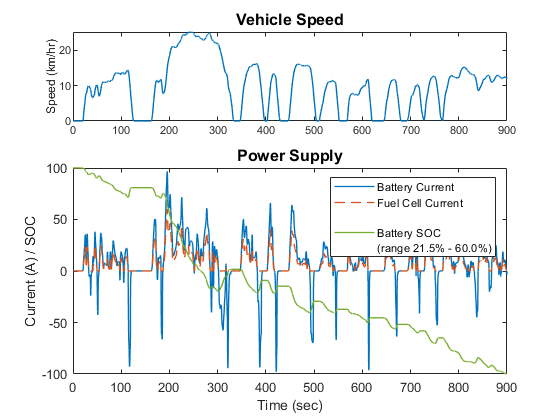 Vehicle Speed
Speed (km/hr)
20
10
0
0 100 200 300 400 500 600 700 800 900
Power Supply
Current (A) / SOC
100
50
0
-50
-100
Battery Current
Fuel Cell Current
Battery SOC
(range 21.5% - 60.0%)
0 100 200 300 400 500 600 700 800 900
Time (sec)